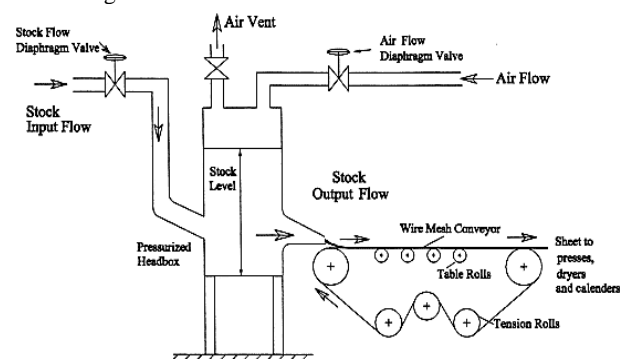 Air Vent
Stock Flow
Diaphragm Valve
Air Flow
Diaphragm Valve
Air Flow
Stock
Input Flow
Stock
Level
Stock
Output Flow
Wire Mesh Conveyor
Pressurized
Headbox
Table Rolls
Sheet to
presses,
dryers
and calenders
Tension Rolls